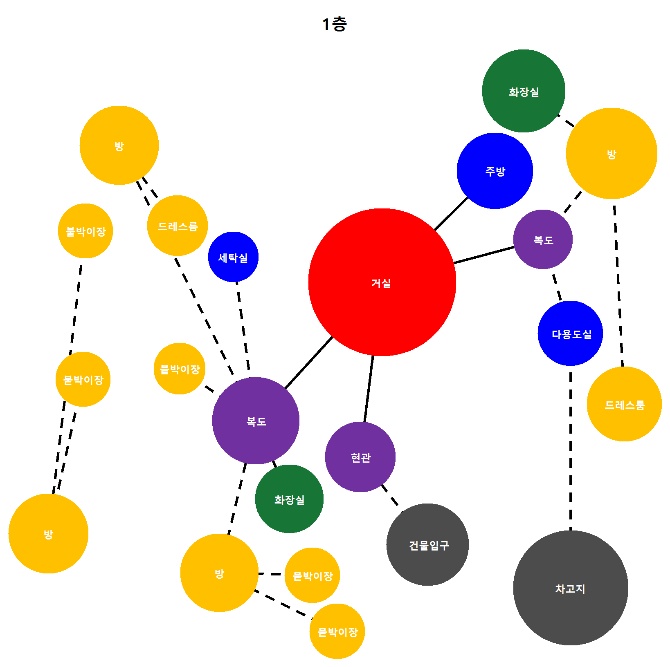 1층
화장실
방
방
주방
드레스룸
붙박이장
복도
세탁실
거실
다용도실
붙박이장
붙박이장
드레스룸
복도
현관
화장실
방
건물입구
방
붙박이장
차고지
붙박이장